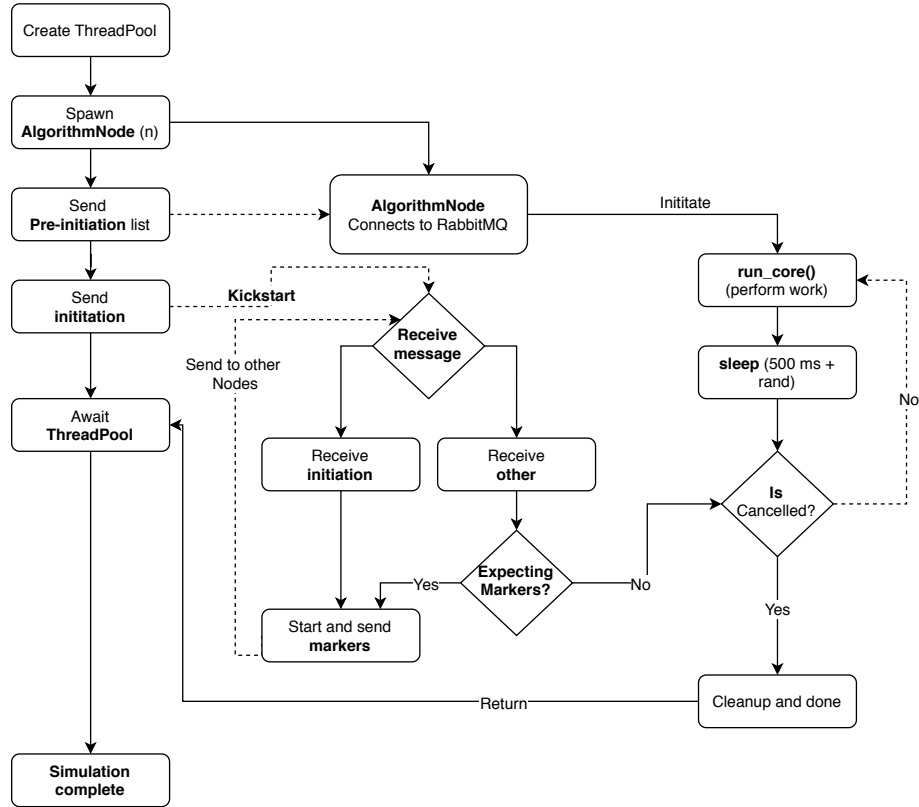 Create ThreadPool
Spawn
AlgorithmNode (n)
Send
Pre-initiation list
AlgorithmNode
Connects to RabbitMQ
Inititate
run_core()
(perform work)
Send
inititation
Kickstart
Receive
message
Send to other
Nodes
sleep (500 ms +
rand)
No
Await
ThreadPool
Receive
initiation
Receive
other
Is
Cancelled?
Expecting
Markers?
Yes
No
Start and send
markers
Yes
Cleanup and done
Return
Simulation
complete